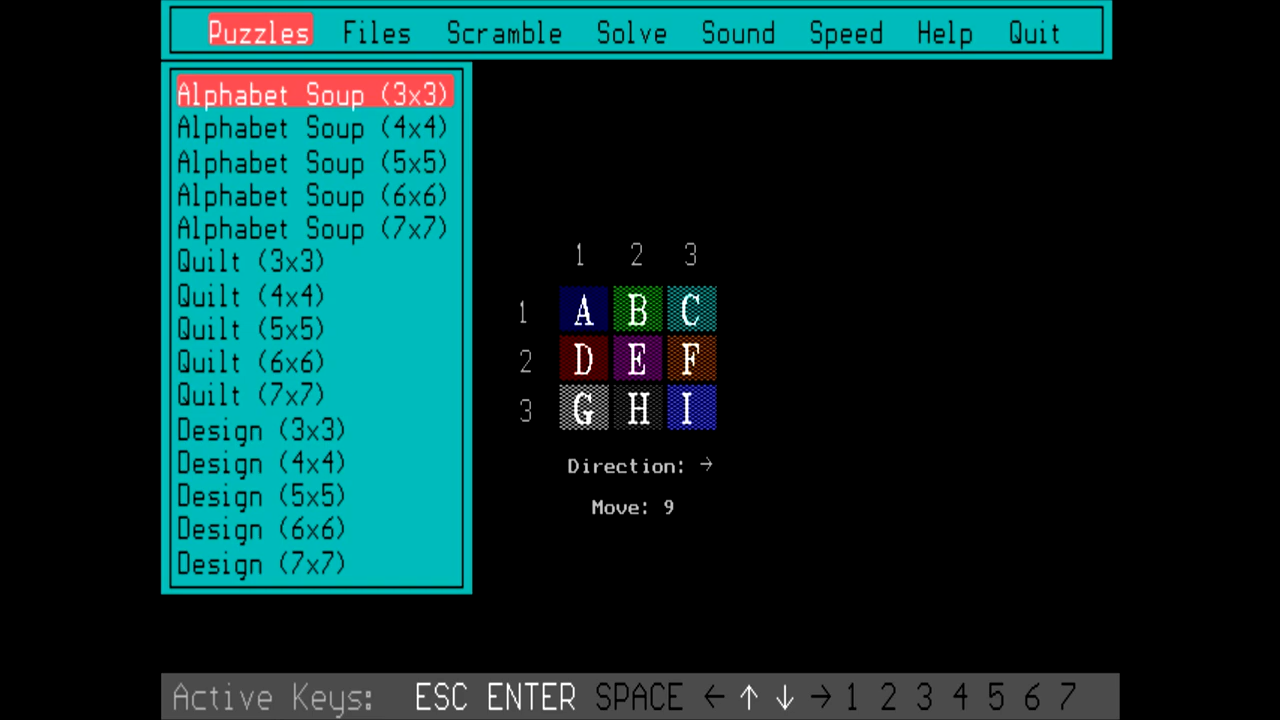 Puzzles Files Scramble Solve Sound Speed Help Quit
Alphabet Soup (3x3)
Alphabet Soup (4x4)
Alphabet Soup (5x5)
Alphabet Soup (6x6)
Alphabet Soup (7x7)
Quilt (3x3)
Quilt (4x4)
Quilt (5x5)
Quilt (6x6)
Quilt (7x7)
Design (3x3)
Design (4x4)
Design (5x5)
Design (6x6)
Design (7x7)
1 2 3
1 A B C
2 D E F
3 G H I
Direction: →
Move: 9
Active Keys: ESC ENTER SPACE ← ↑ ↓ → 1 2 3 4 5 6 7